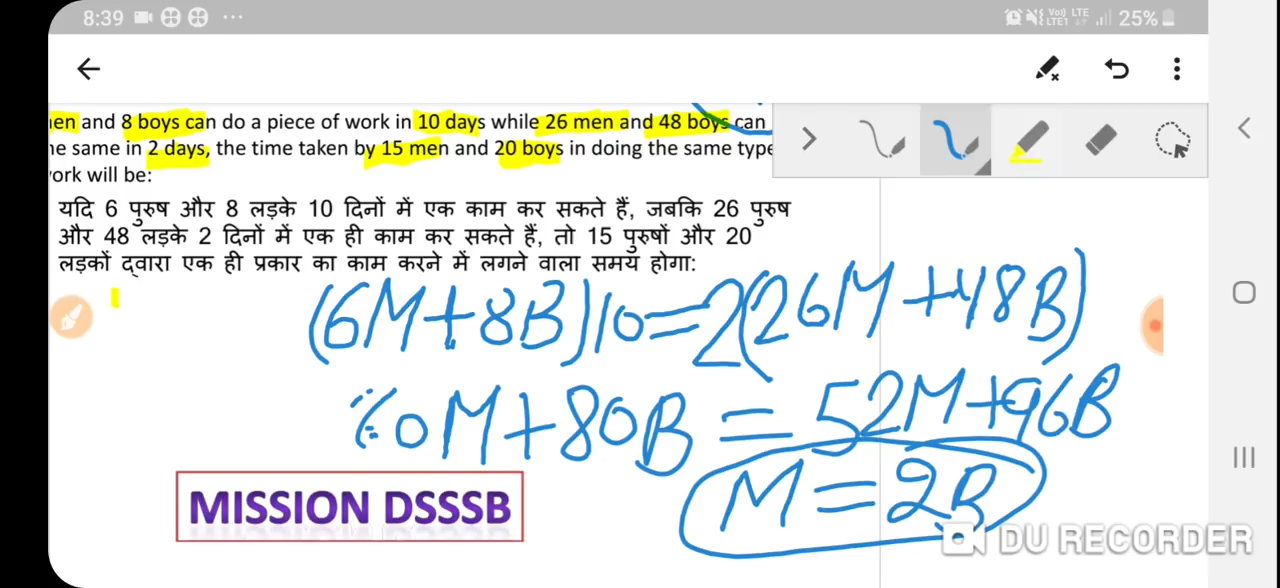 8:39 ... Vo) LTE LTE1 25%
men and 8 boys can do a piece of work in 10 days while 26 men and 48 boys can
he same in 2 days, the time taken by 15 men and 20 boys in doing the same type
ork will be:
यदि 6 पुरुष और 8 लड़के 10 दिनों में एक काम कर सकते हैं, जबकि 26 पुरुष
और 48 लड़के 2 दिनों में एक ही काम कर सकते हैं, तो 15 पुरुषों और 20
लड़कों द्वारा एक ही प्रकार का काम करने में लगने वाला समय होगा:
(6M+8B)10=2(26M+48B)
60M+80B=52M+96B
M=2B
MISSION DSSSB
DU RECORDER